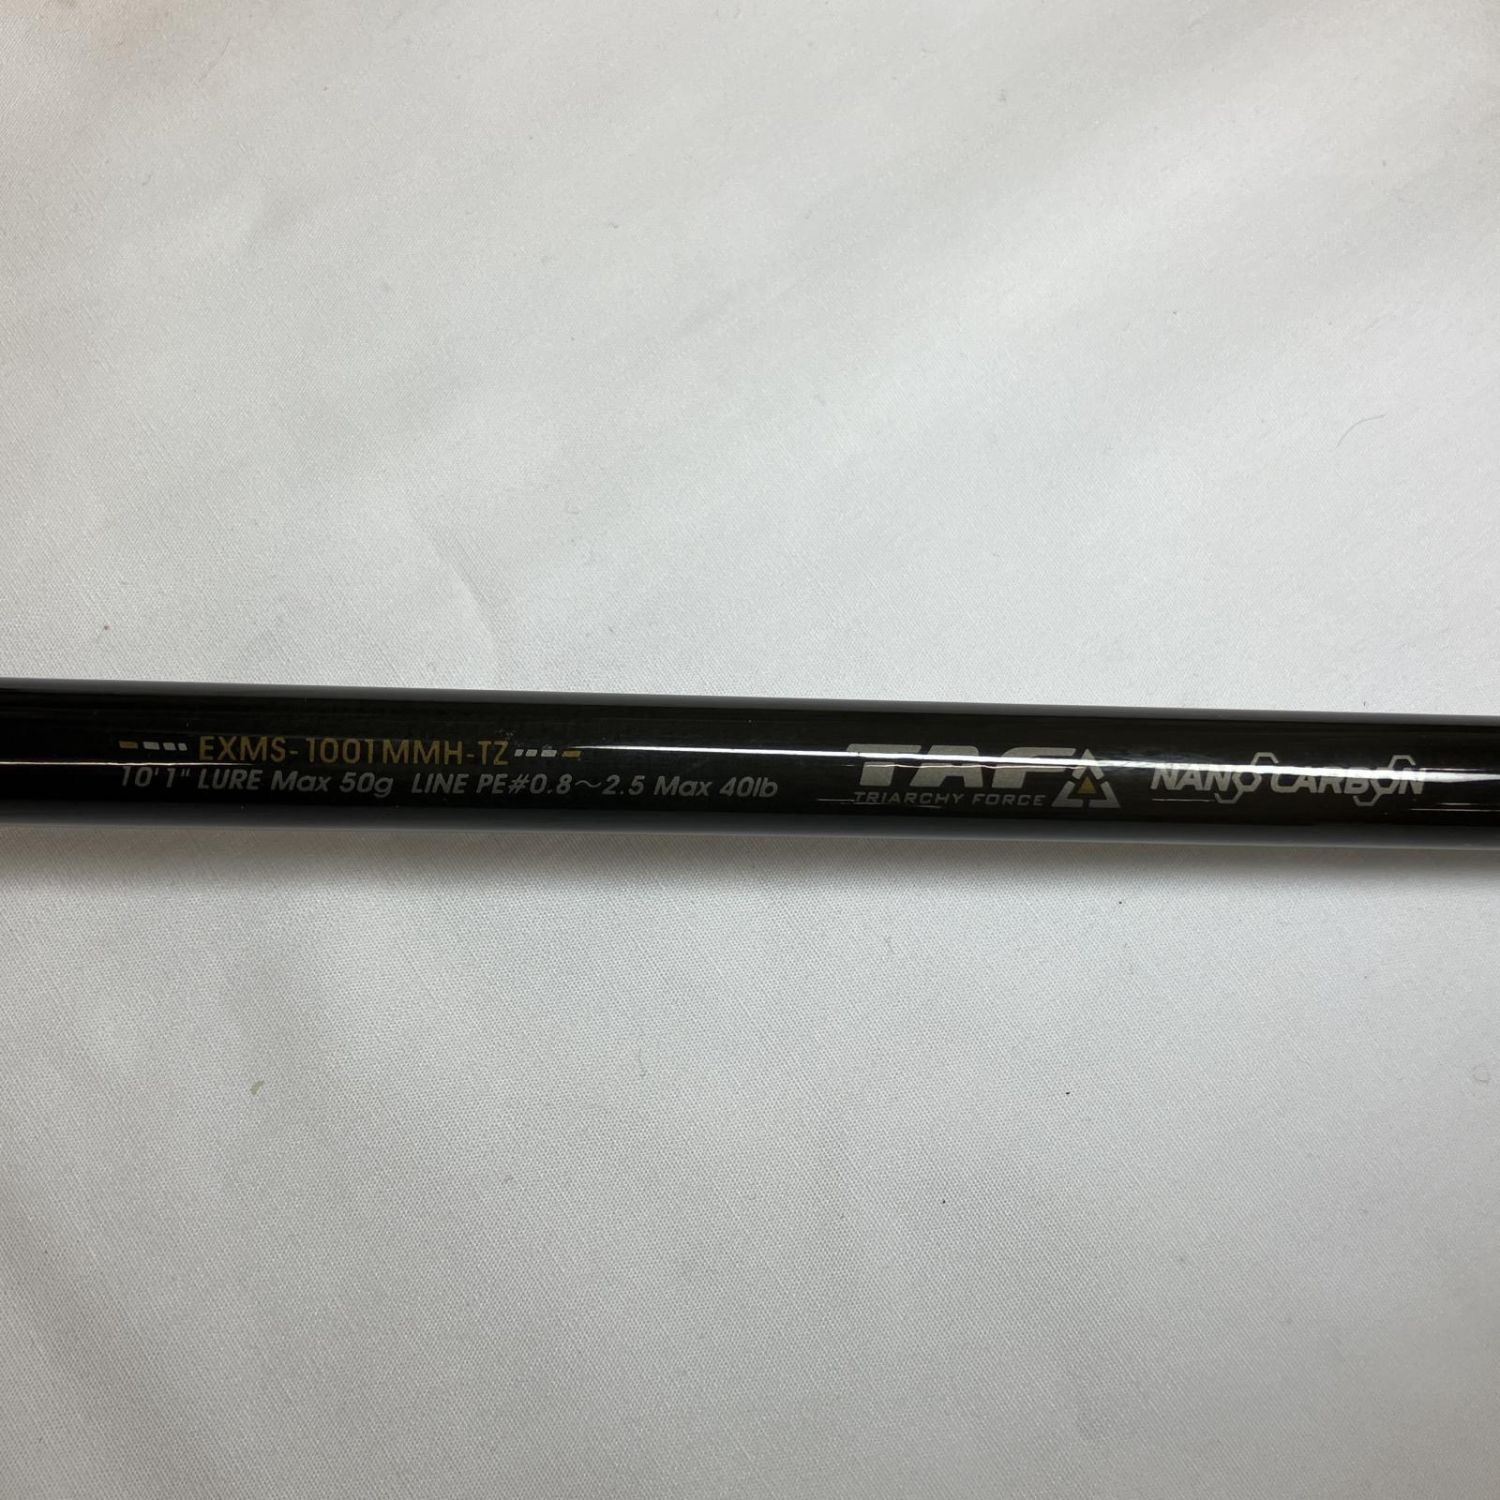 EXMS-1001MMH-TZ
10'1" LURE Max 50g LINE PE#0.8～2.5 Max 40lb
TAF
TRIARCHY FORCE
NANO CARBON